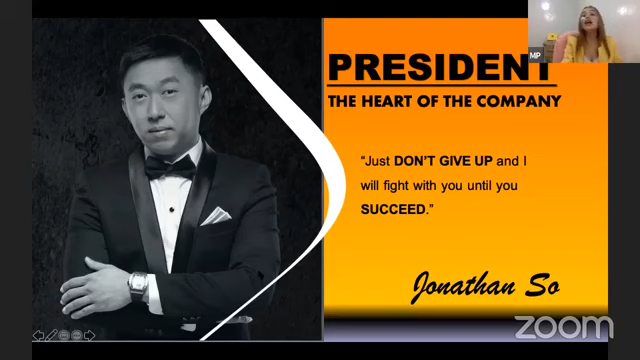 MP
PRESIDENT
THE HEART OF THE COMPANY
“Just DON’T GIVE UP and I
will fight with you until you
SUCCEED.”
Jonathan So
zoom